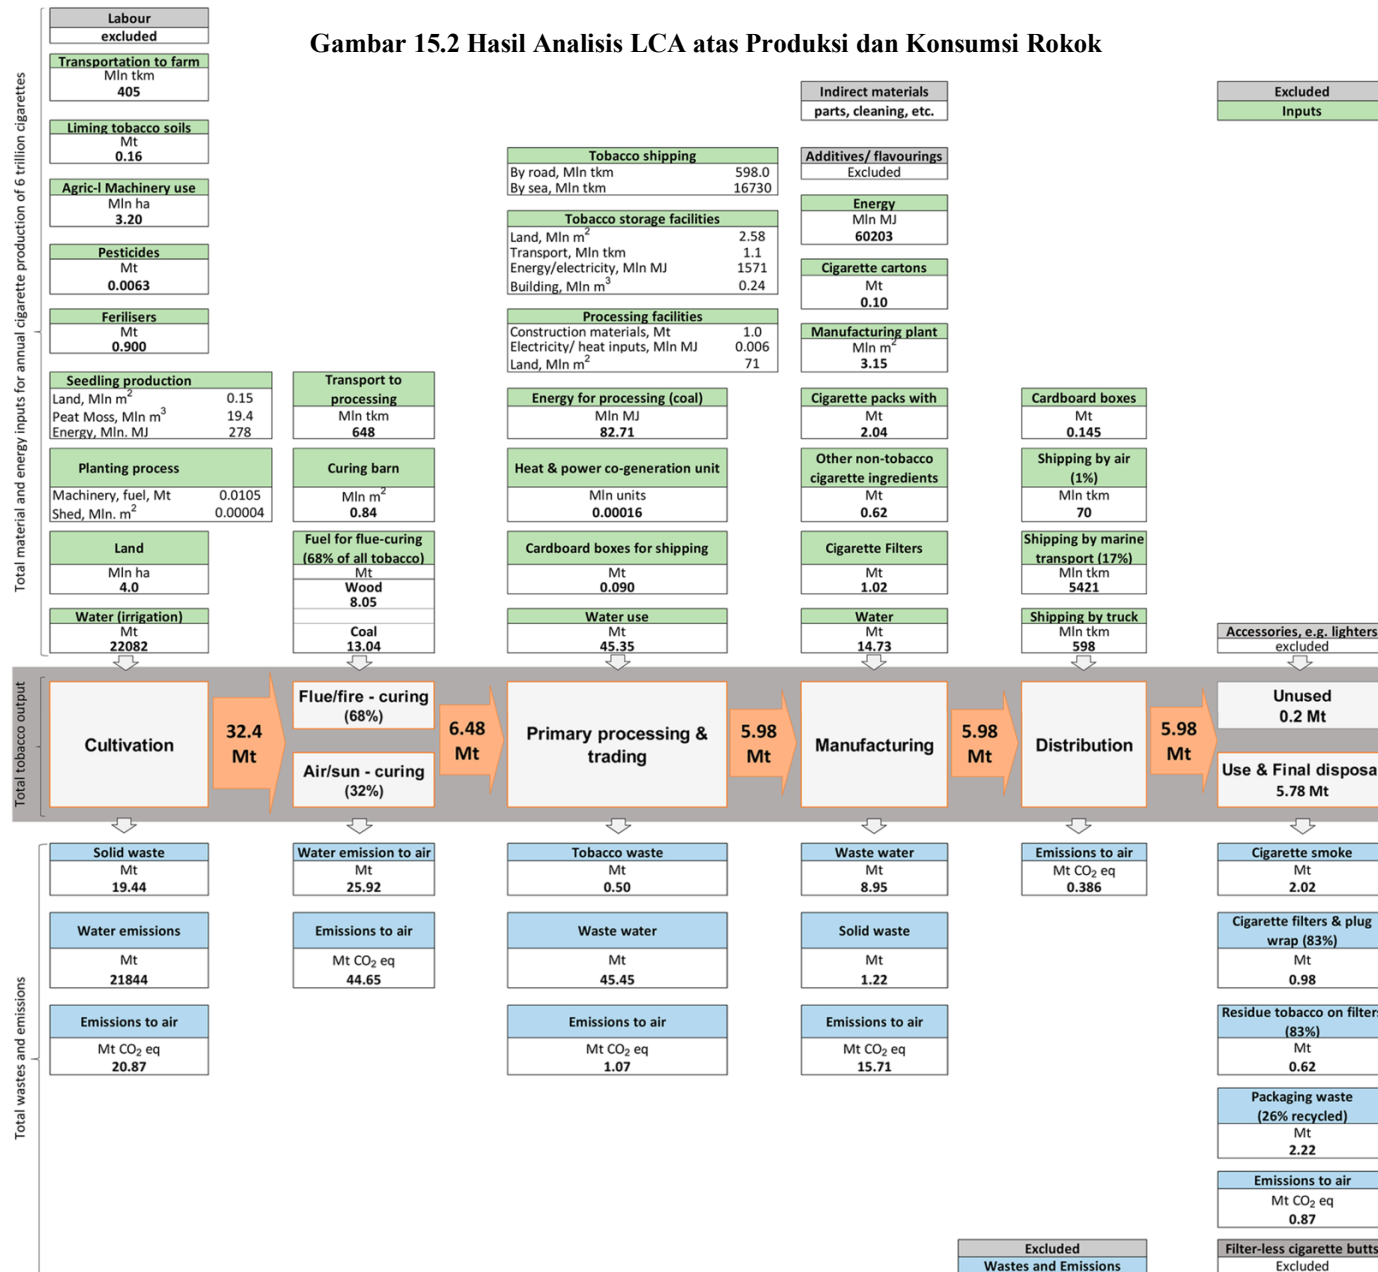 Gambar 15.2 Hasil Analisis LCA atas Produksi dan Konsumsi Rokok
Total material and energy inputs for annual cigarette production of 6 trillion cigarettes
Labour
excluded
Transportation to farm
Mln tkm
405
Liming tobacco soils
Mt
0.16
Agric-l Machinery use
Mln ha
3.20
Pesticides
Mt
0.0063
Ferilisers
Mt
0.900
Seedling production
Land, Mln m² 0.15
Peat Moss, Mln m³ 19.4
Energy, Mln. MJ 278
Planting process
Machinery, fuel, Mt 0.0105
Shed, Mln. m² 0.00004
Land
Mln ha
4.0
Water (irrigation)
Mt
22082
Transport to
processing
Mln tkm
648
Curing barn
Mln m²
0.84
Fuel for flue-curing
(68% of all tobacco)
Mt
Wood
8.05
Coal
13.04
Tobacco shipping
By road, Mln tkm 598.0
By sea, Mln tkm 16730
Tobacco storage facilities
Land, Mln m² 2.58
Transport, Mln tkm 1.1
Energy/electricity, Mln MJ 1571
Building, Mln m³ 0.24
Processing facilities
Construction materials, Mt 1.0
Electricity/ heat inputs, Mln MJ 0.006
Land, Mln m² 71
Energy for processing (coal)
Mln MJ
82.71
Heat & power co-generation unit
Mln units
0.00016
Cardboard boxes for shipping
Mt
0.090
Water use
Mt
45.35
Indirect materials
parts, cleaning, etc.
Additives/ flavourings
Excluded
Energy
Mln MJ
60203
Cigarette cartons
Mt
0.10
Manufacturing plant
Mln m²
3.15
Cigarette packs with
Mt
2.04
Other non-tobacco
cigarette ingredients
Mt
0.62
Cigarette Filters
Mt
1.02
Water
Mt
14.73
Cardboard boxes
Mt
0.145
Shipping by air
(1%)
Mln tkm
70
Shipping by marine
transport (17%)
Mln tkm
5421
Shipping by truck
Mln tkm
598
Excluded
Inputs
Accessories, e.g. lighters
excluded
Total tobacco output
Cultivation
32.4
Mt
Flue/fire - curing
(68%)
Air/sun - curing
(32%)
6.48
Mt
Primary processing &
trading
5.98
Mt
Manufacturing
5.98
Mt
Distribution
5.98
Mt
Unused
0.2 Mt
Use & Final disposa
5.78 Mt
Total wastes and emissions
Solid waste
Mt
19.44
Water emissions
Mt
21844
Emissions to air
Mt CO₂ eq
20.87
Water emission to air
Mt
25.92
Emissions to air
Mt CO₂ eq
44.65
Tobacco waste
Mt
0.50
Waste water
Mt
45.45
Emissions to air
Mt CO₂ eq
1.07
Waste water
Mt
8.95
Solid waste
Mt
1.22
Emissions to air
Mt CO₂ eq
15.71
Emissions to air
Mt CO₂ eq
0.386
Cigarette smoke
Mt
2.02
Cigarette filters & plug
wrap (83%)
Mt
0.98
Residue tobacco on filters
(83%)
Mt
0.62
Packaging waste
(26% recycled)
Mt
2.22
Emissions to air
Mt CO₂ eq
0.87
Filter-less cigarette butts
Excluded
Excluded
Wastes and Emissions